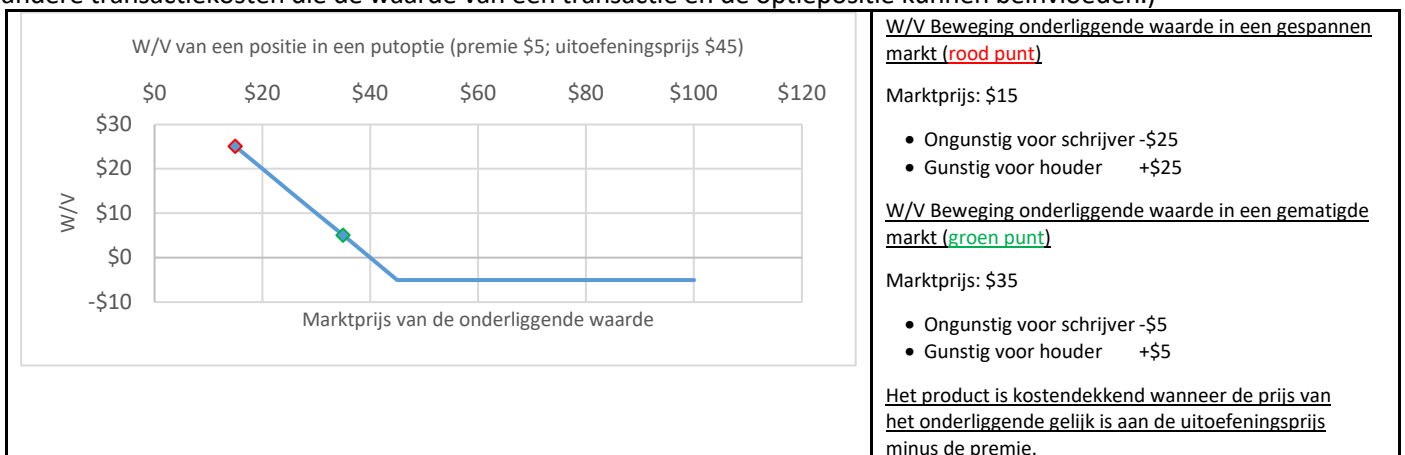 andere transactiekosten die de waarde van een transactie en de optiepositie kunnen beïnvloeden.)
W/V van een positie in een putoptie (premie $5; uitoefeningsprijs $45)
$0 $20 $40 $60 $80 $100 $120
$30
$20
$10
$0
-$10
W/V
Marktprijs van de onderliggende waarde
W/V Beweging onderliggende waarde in een gespannen
markt (rood punt)
Marktprijs: $15
• Ongunstig voor schrijver -$25
• Gunstig voor houder +$25
W/V Beweging onderliggende waarde in een gematigde
markt (groen punt)
Marktprijs: $35
• Ongunstig voor schrijver -$5
• Gunstig voor houder +$5
Het product is kostendekkend wanneer de prijs van
het onderliggende gelijk is aan de uitoefeningsprijs
minus de premie.